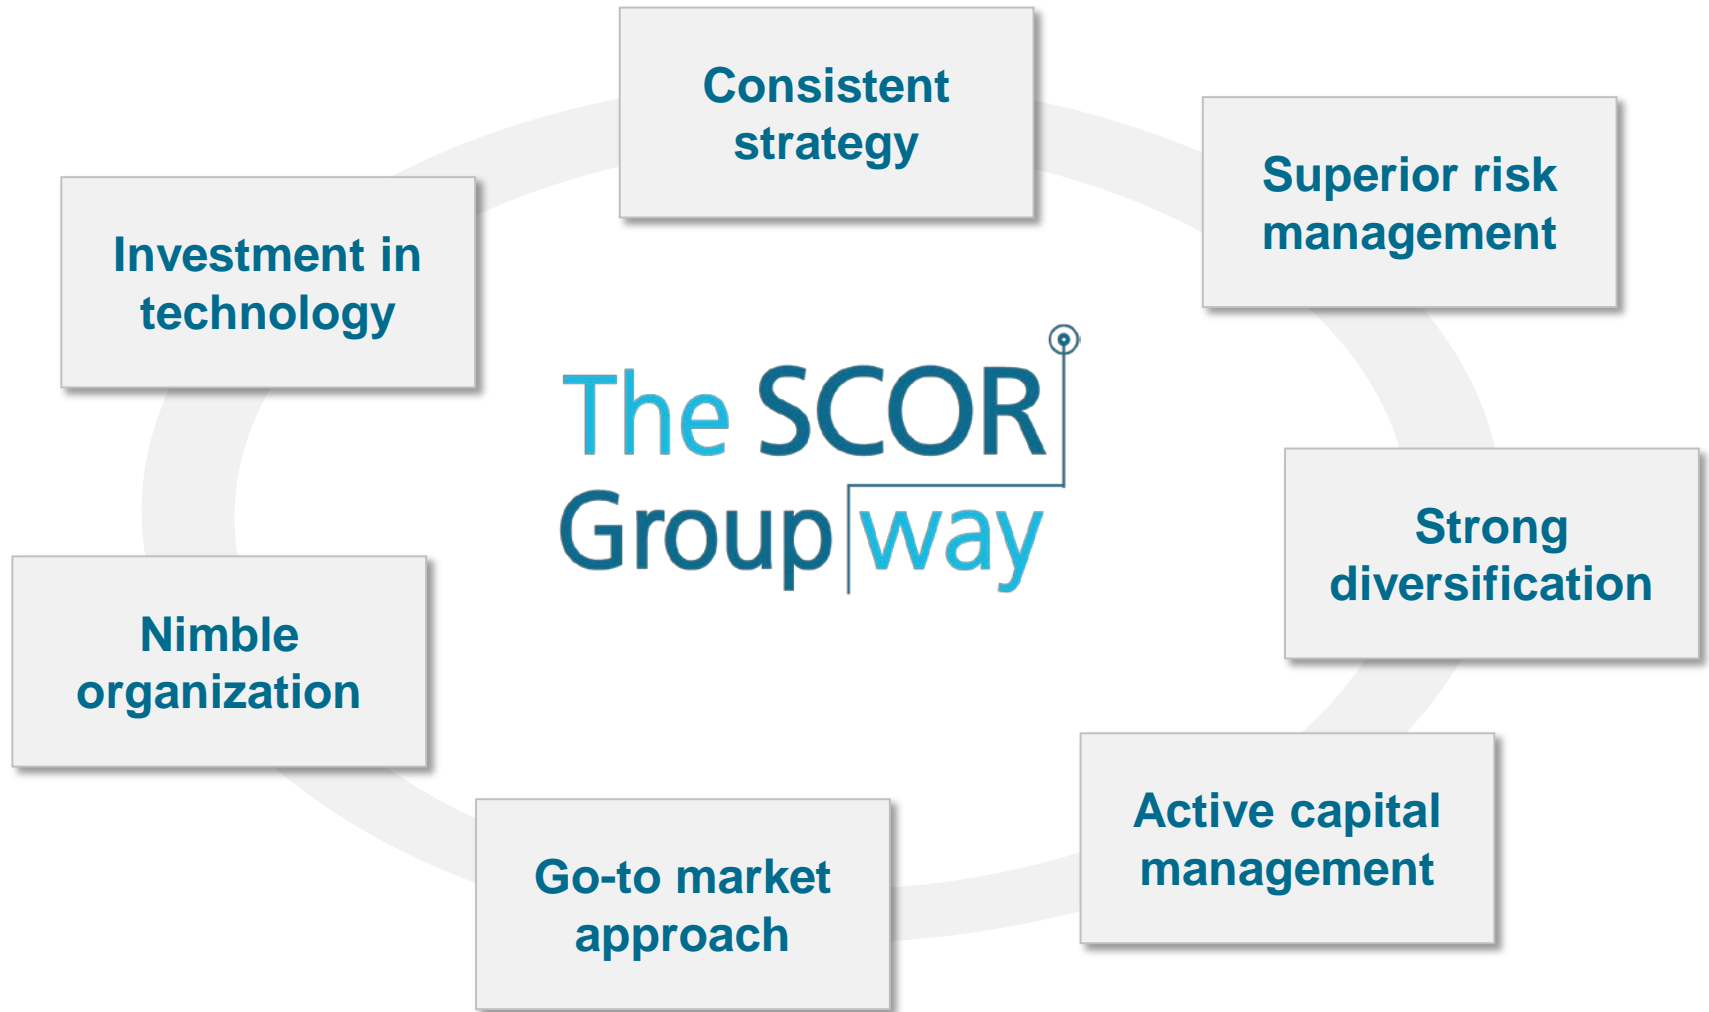 Consistent
strategy
Superior risk
management
Investment in
technology
The SCOR
Group way
Strong
diversification
Nimble
organization
Active capital
management
Go-to market
approach